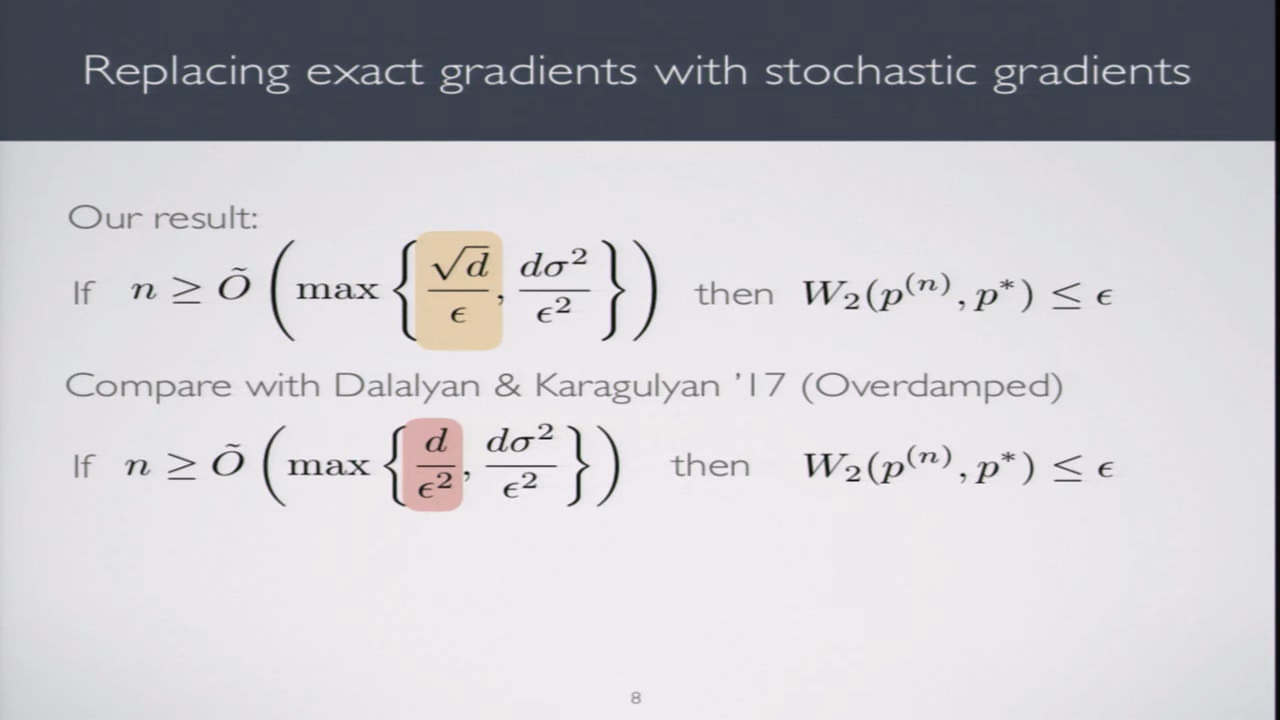 Replacing exact gradients with stochastic gradients
Our result:
If n ≥ Õ ( max { √d/ϵ , dσ²/ϵ² } ) then W₂(p⁽ⁿ⁾, p*) ≤ ϵ
Compare with Dalalyan & Karagulyan ’17 (Overdamped)
If n ≥ Õ ( max { d/ϵ² , dσ²/ϵ² } ) then W₂(p⁽ⁿ⁾, p*) ≤ ϵ
8